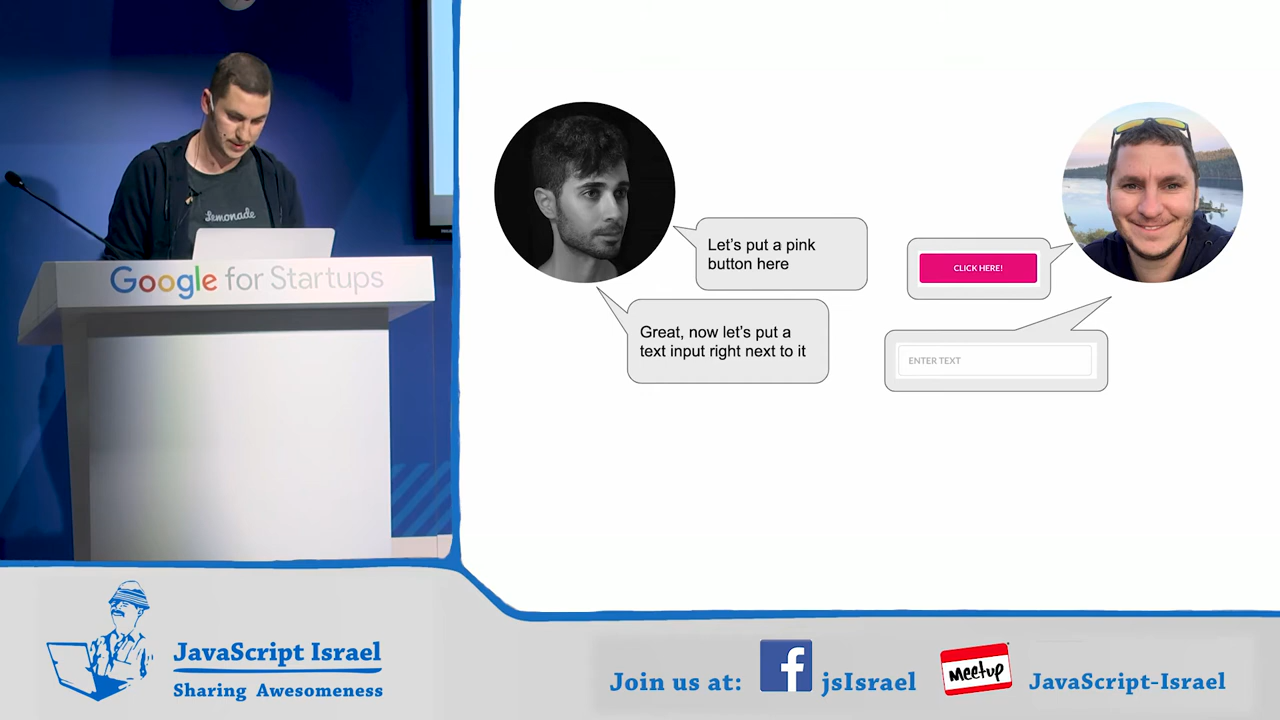 Lemonade
Google for Startups
Let's put a pink
button here
CLICK HERE!
Great, now let's put a
text input right next to it
ENTER TEXT
JavaScript Israel
Sharing Awesomeness
Join us at:
f
jsIsrael
Meetup
JavaScript-Israel